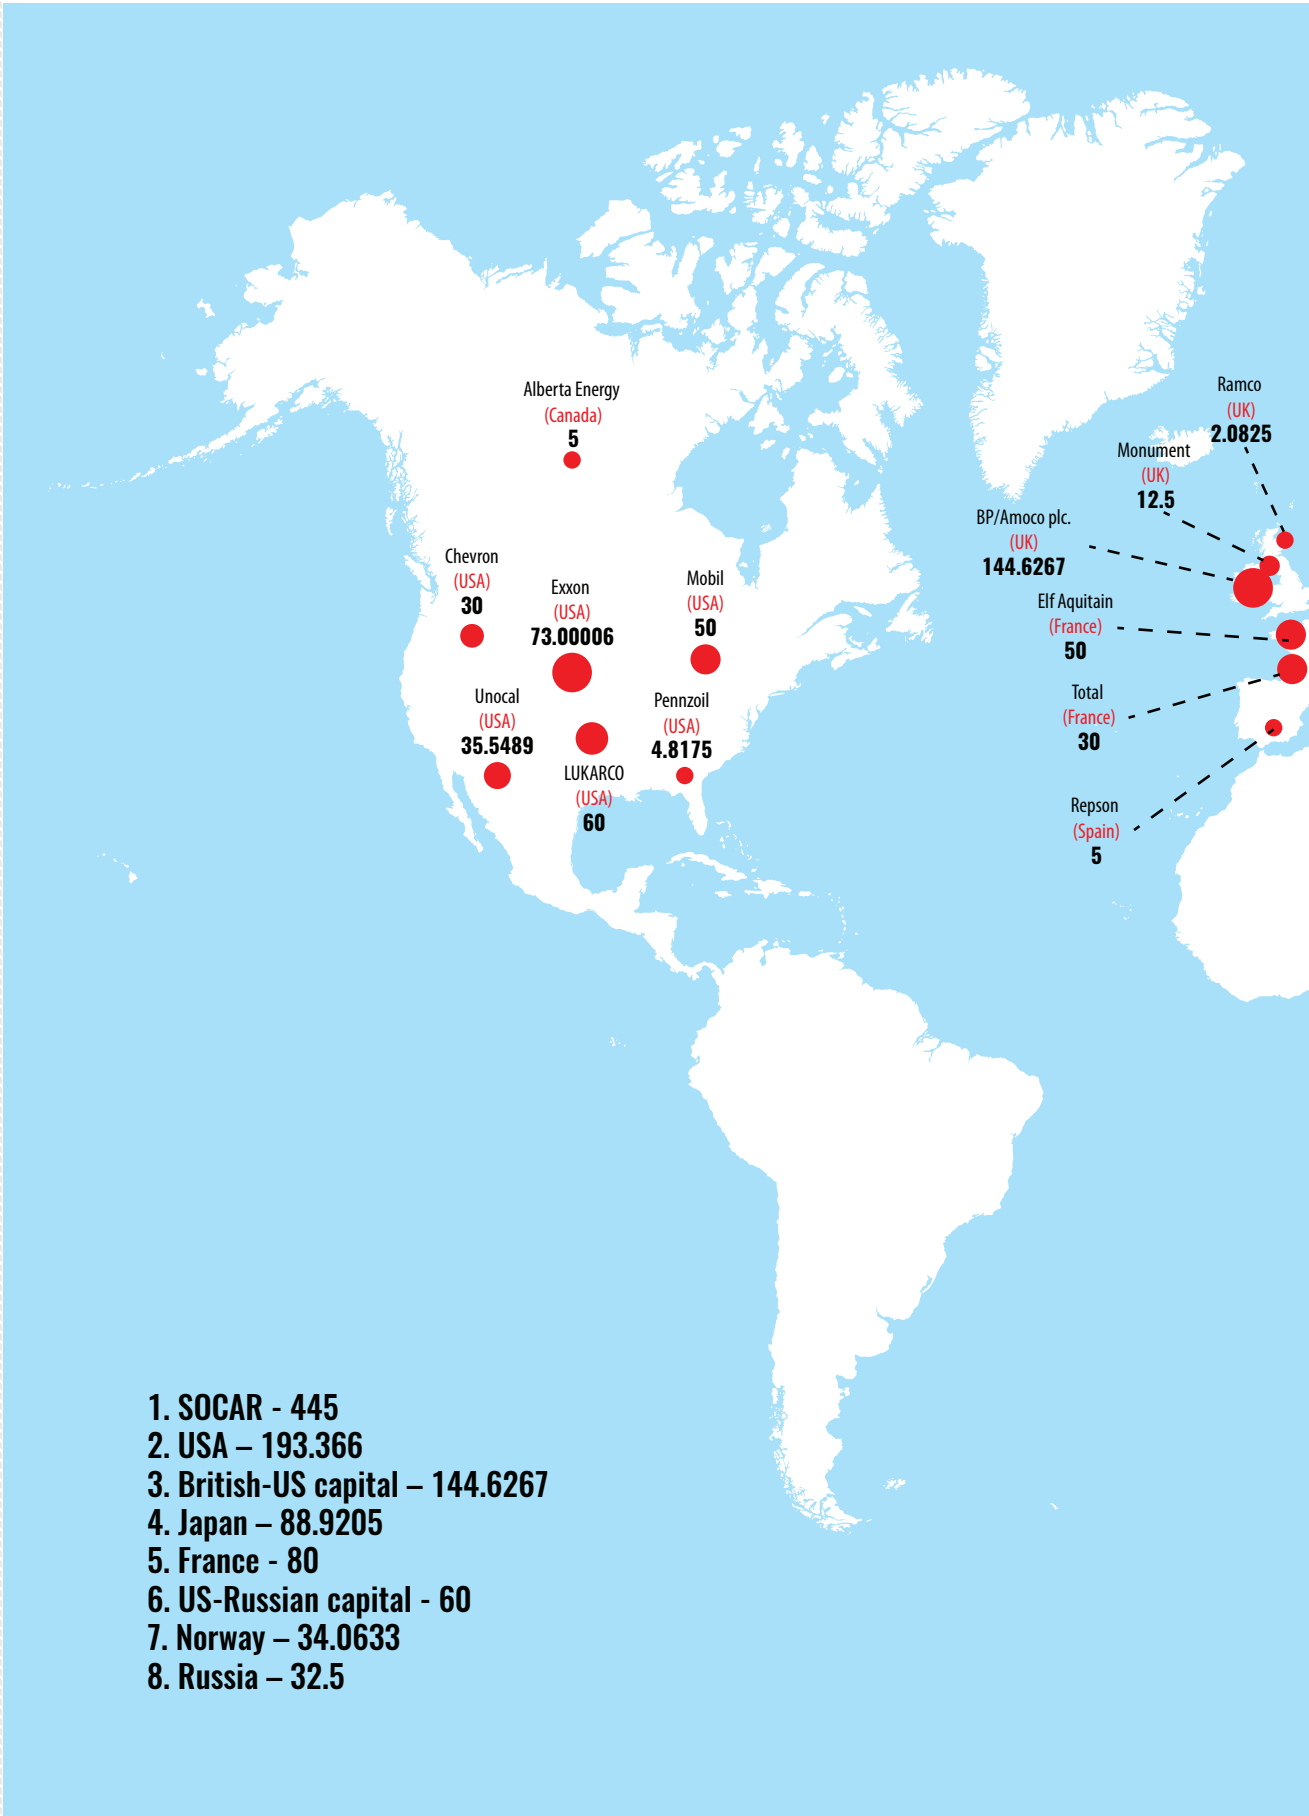 Alberta Energy
(Canada)
5
Ramco
(UK)
2.0825
Monument
(UK)
12.5
BP/Amoco plc.
(UK)
144.6267
Chevron
(USA)
30
Exxon
(USA)
73.00006
Mobil
(USA)
50
Elf Aquitain
(France)
50
Unocal
(USA)
35.5489
Pennzoil
(USA)
4.8175
Total
(France)
30
LUKARCO
(USA)
60
Repson
(Spain)
5
1. SOCAR - 445
2. USA – 193.366
3. British-US capital – 144.6267
4. Japan – 88.9205
5. France - 80
6. US-Russian capital - 60
7. Norway – 34.0633
8. Russia – 32.5